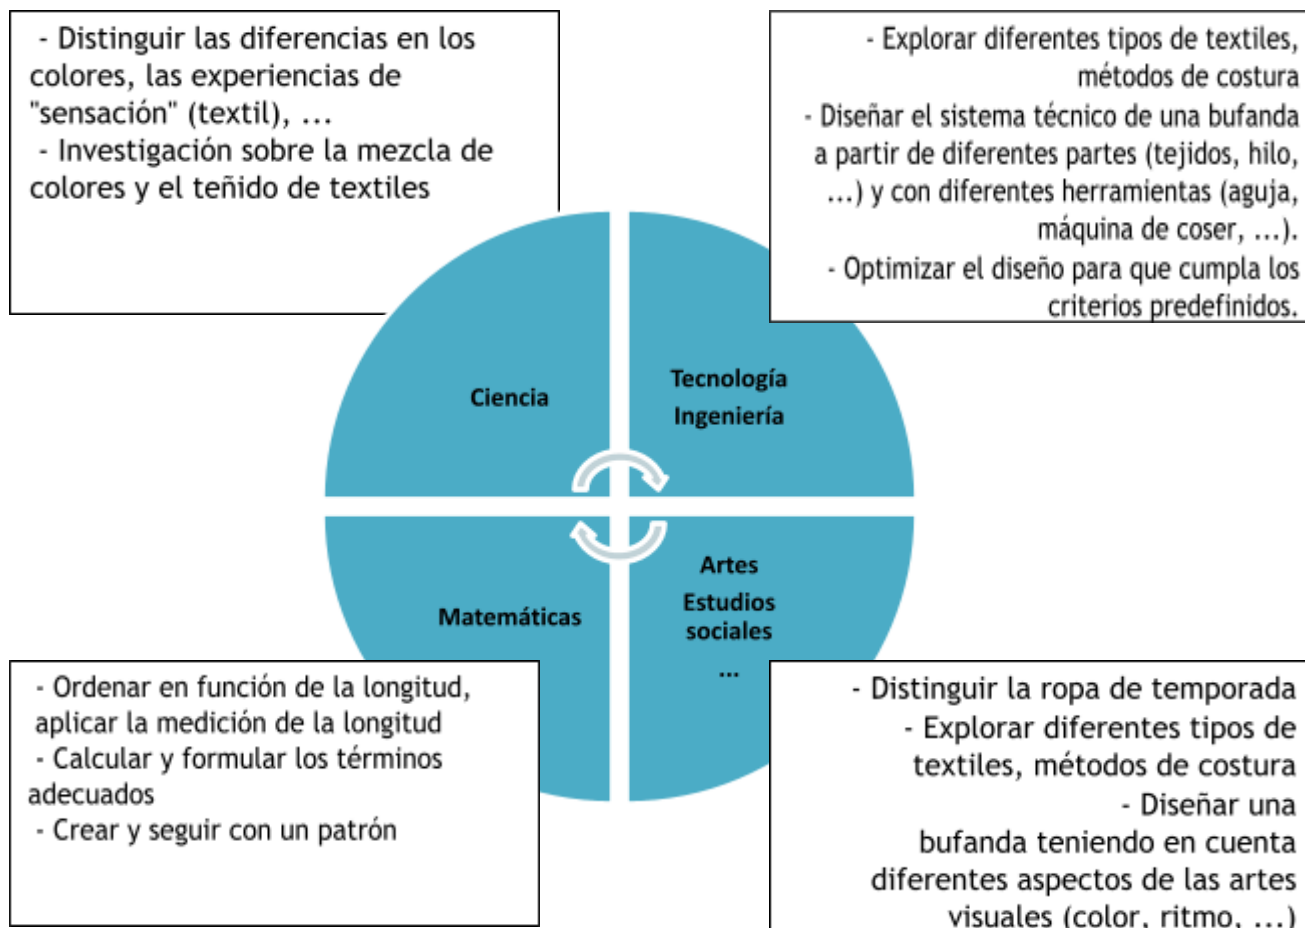 - Distinguir las diferencias en los
colores, las experiencias de
"sensación" (textil), ...
- Investigación sobre la mezcla de
colores y el teñido de textiles
- Explorar diferentes tipos de textiles,
métodos de costura
- Diseñar el sistema técnico de una bufanda
a partir de diferentes partes (tejidos, hilo,
...) y con diferentes herramientas (aguja,
máquina de coser, ...).
- Optimizar el diseño para que cumpla los
criterios predefinidos.
Ciencia
Tecnología
Ingeniería
Matemáticas
Artes
Estudios
sociales
...
- Ordenar en función de la longitud,
aplicar la medición de la longitud
- Calcular y formular los términos
adecuados
- Crear y seguir con un patrón
- Distinguir la ropa de temporada
- Explorar diferentes tipos de
textiles, métodos de costura
- Diseñar una
bufanda teniendo en cuenta
diferentes aspectos de las artes
visuales (color, ritmo, ...)